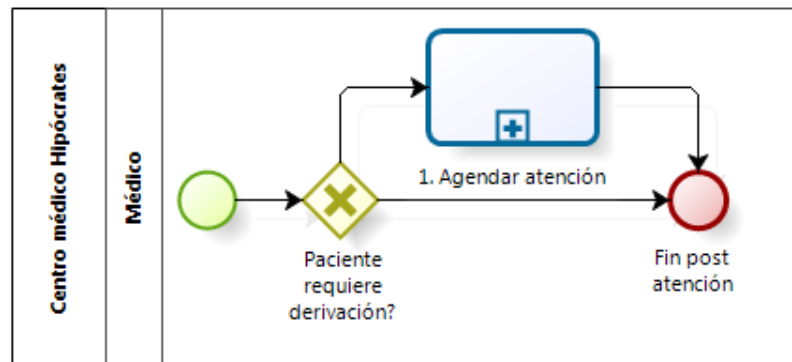 Centro médico Hipócrates
Médico
1. Agendar atención
Paciente
requiere
derivación?
Fin post
atención